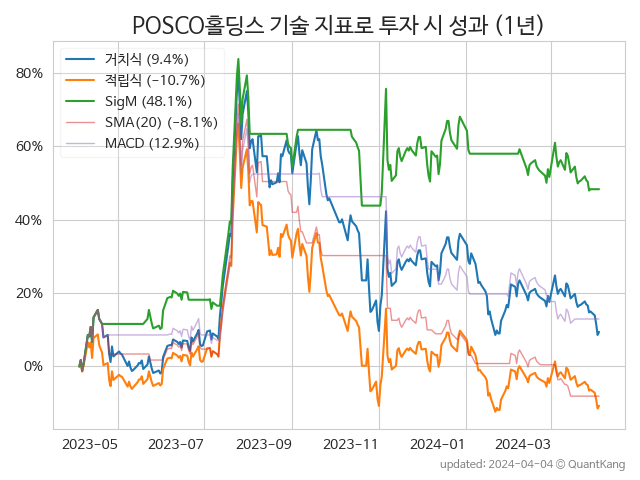 POSCO홀딩스 기술 지표로 투자 시 성과 (1년)
거치식 (9.4%)
적립식 (−10.7%)
SigM (48.1%)
SMA(20) (−8.1%)
MACD (12.9%)
80%
60%
40%
20%
0%
2023-05 2023-07 2023-09 2023-11 2024-01 2024-03
updated: 2024-04-04 © QuantKang